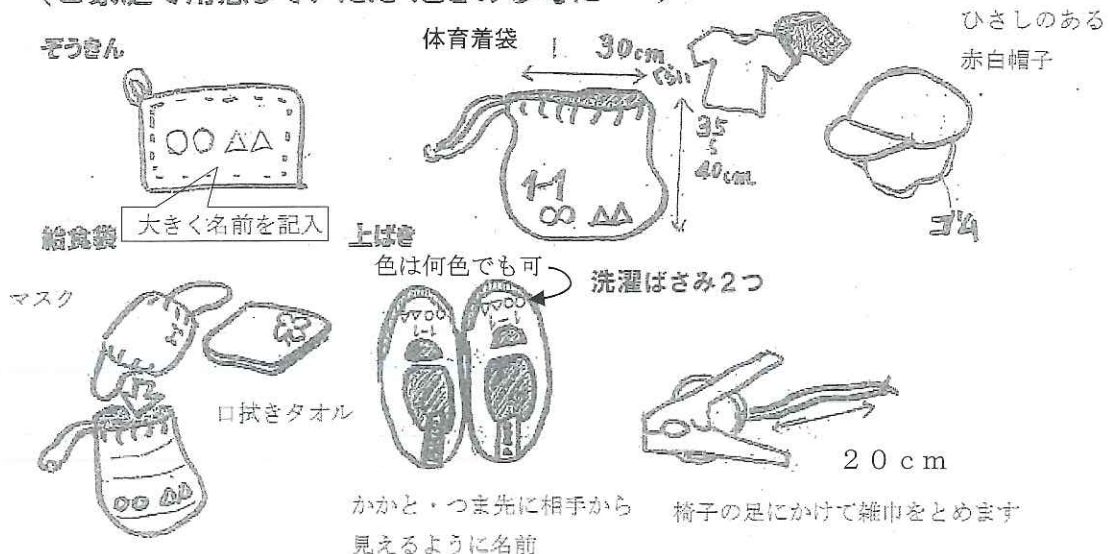 ぞうきん
○○ △△
大きく名前を記入
体育着袋
30cm
ぐらい
35
〜
40cm
1-1
○○ △△
ひさしのある
赤白帽子
ゴム
給食袋
マスク
口拭きタオル
○○ △△
上ばき
色は何色でも可
1-1
○○△△
1-1
○○△△
かかと・つま先に相手から
見えるように名前
洗濯ばさみ2つ
20cm
椅子の足にかけて雑巾をとめます